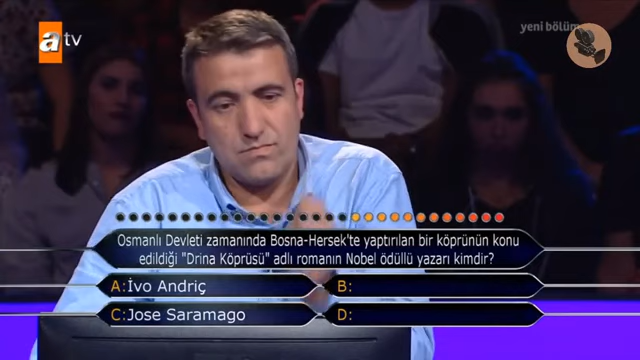 atv
yeni bölüm
Osmanlı Devleti zamanında Bosna-Hersek'te yaptırılan bir köprünün konu
edildiği "Drina Köprüsü" adlı romanın Nobel ödüllü yazarı kimdir?
A:İvo Andriç
B:
C:Jose Saramago
D: